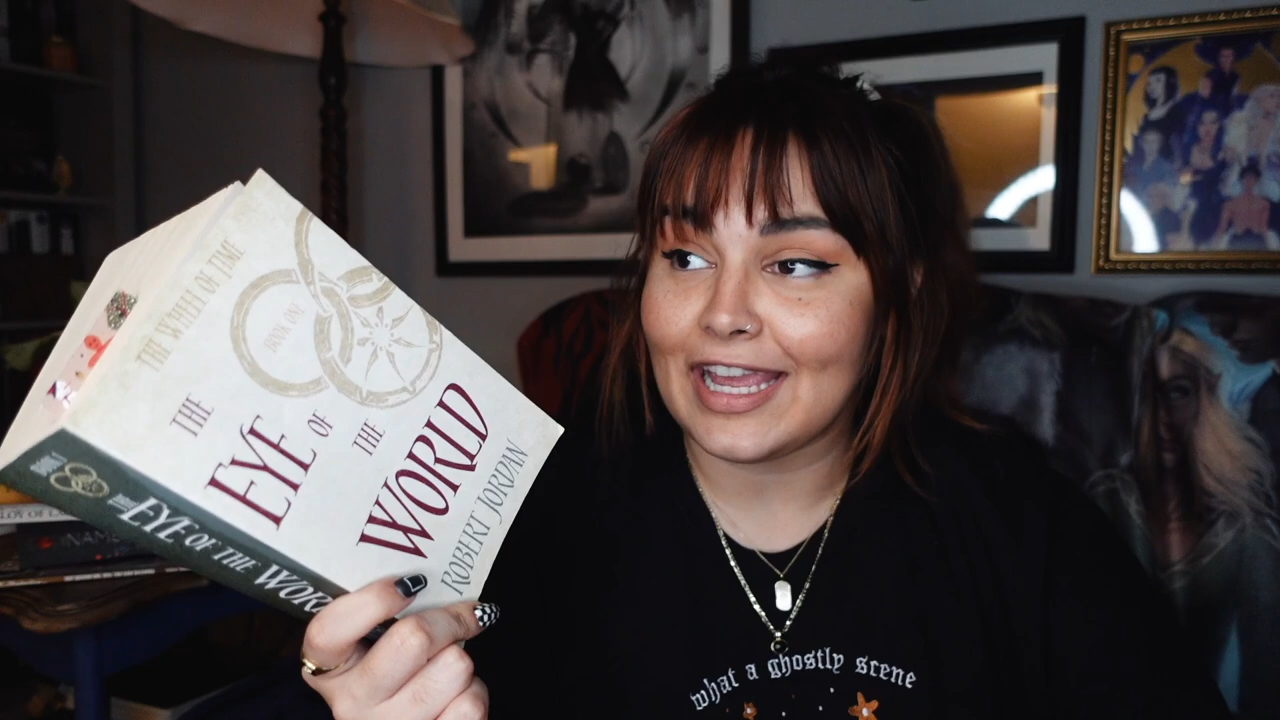 THE WHEEL OF TIME
BOOK ONE
THE
EYE OF
THE
WORLD
ROBERT JORDAN
EYE OF THE WORLD
what a ghostly scene